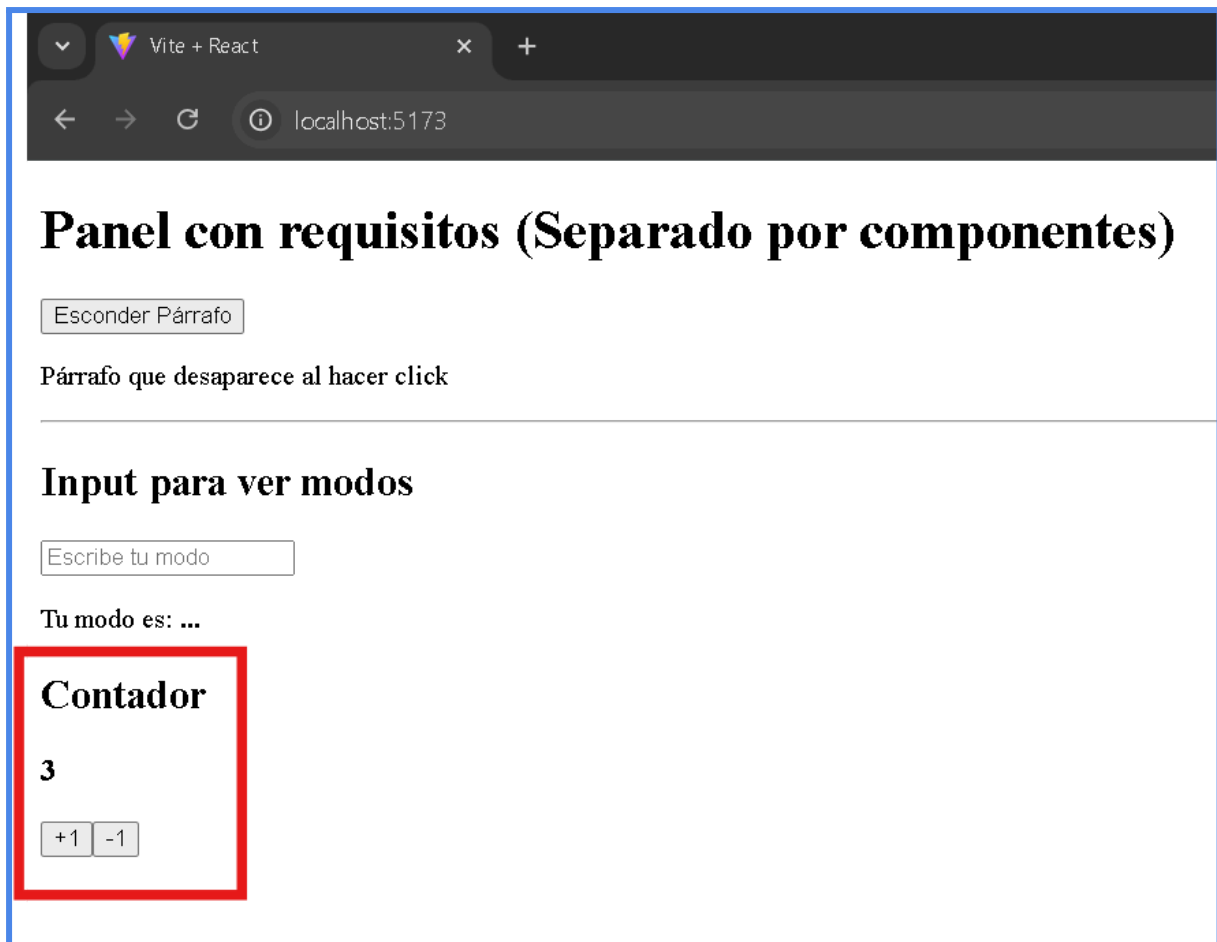 Vite + React
localhost:5173
Panel con requisitos (Separado por componentes)
Esconder Párrafo
Párrafo que desaparece al hacer click
Input para ver modos
Escribe tu modo
Tu modo es: ...
Contador
3
+1 -1